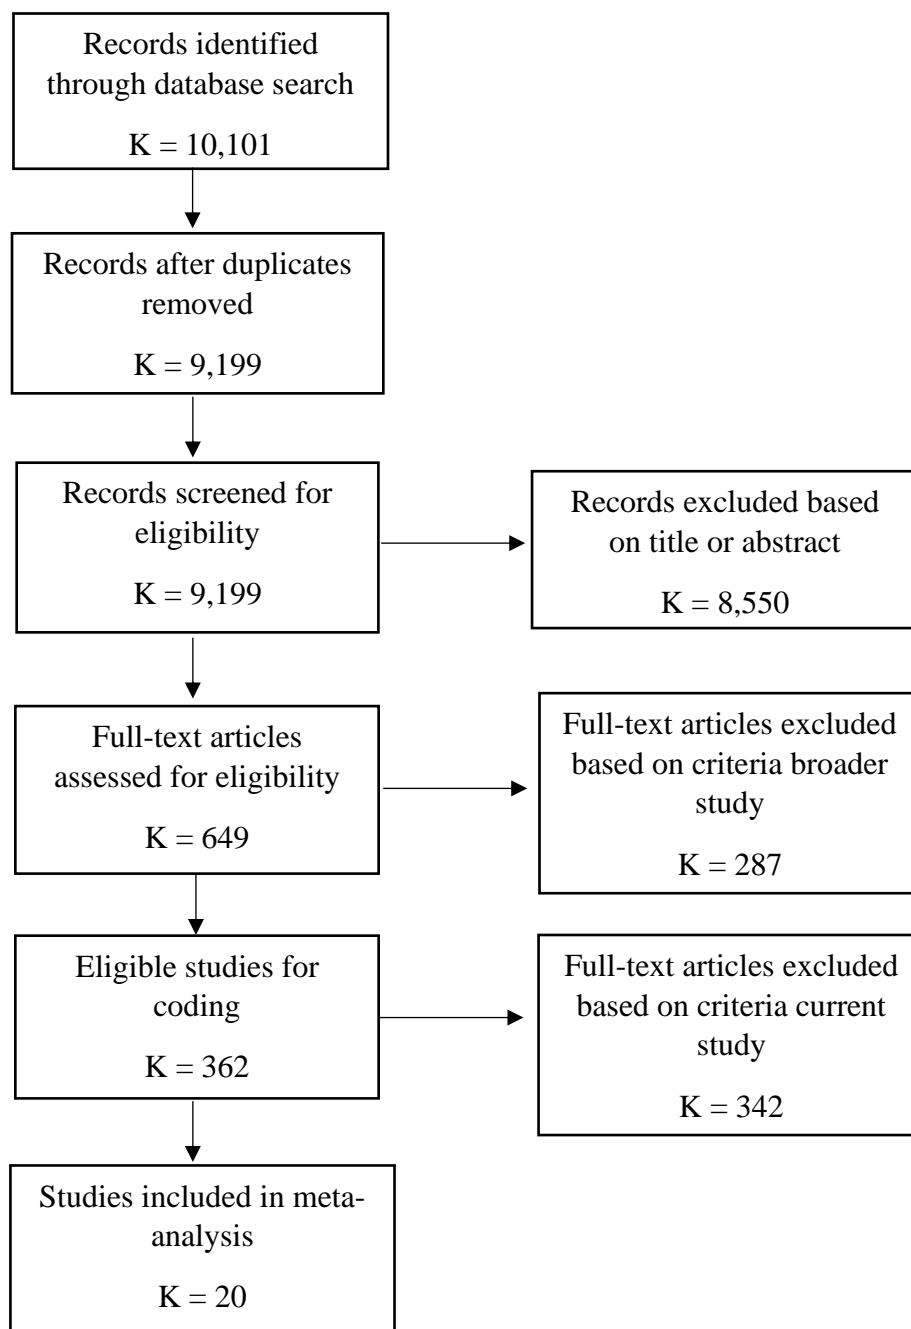 Records identified
through database search
K = 10,101
Records after duplicates
removed
K = 9,199
Records screened for
eligibility
K = 9,199
Records excluded based
on title or abstract
K = 8,550
Full-text articles
assessed for eligibility
K = 649
Full-text articles excluded
based on criteria broader
study
K = 287
Eligible studies for
coding
K = 362
Full-text articles excluded
based on criteria current
study
K = 342
Studies included in meta-
analysis
K = 20